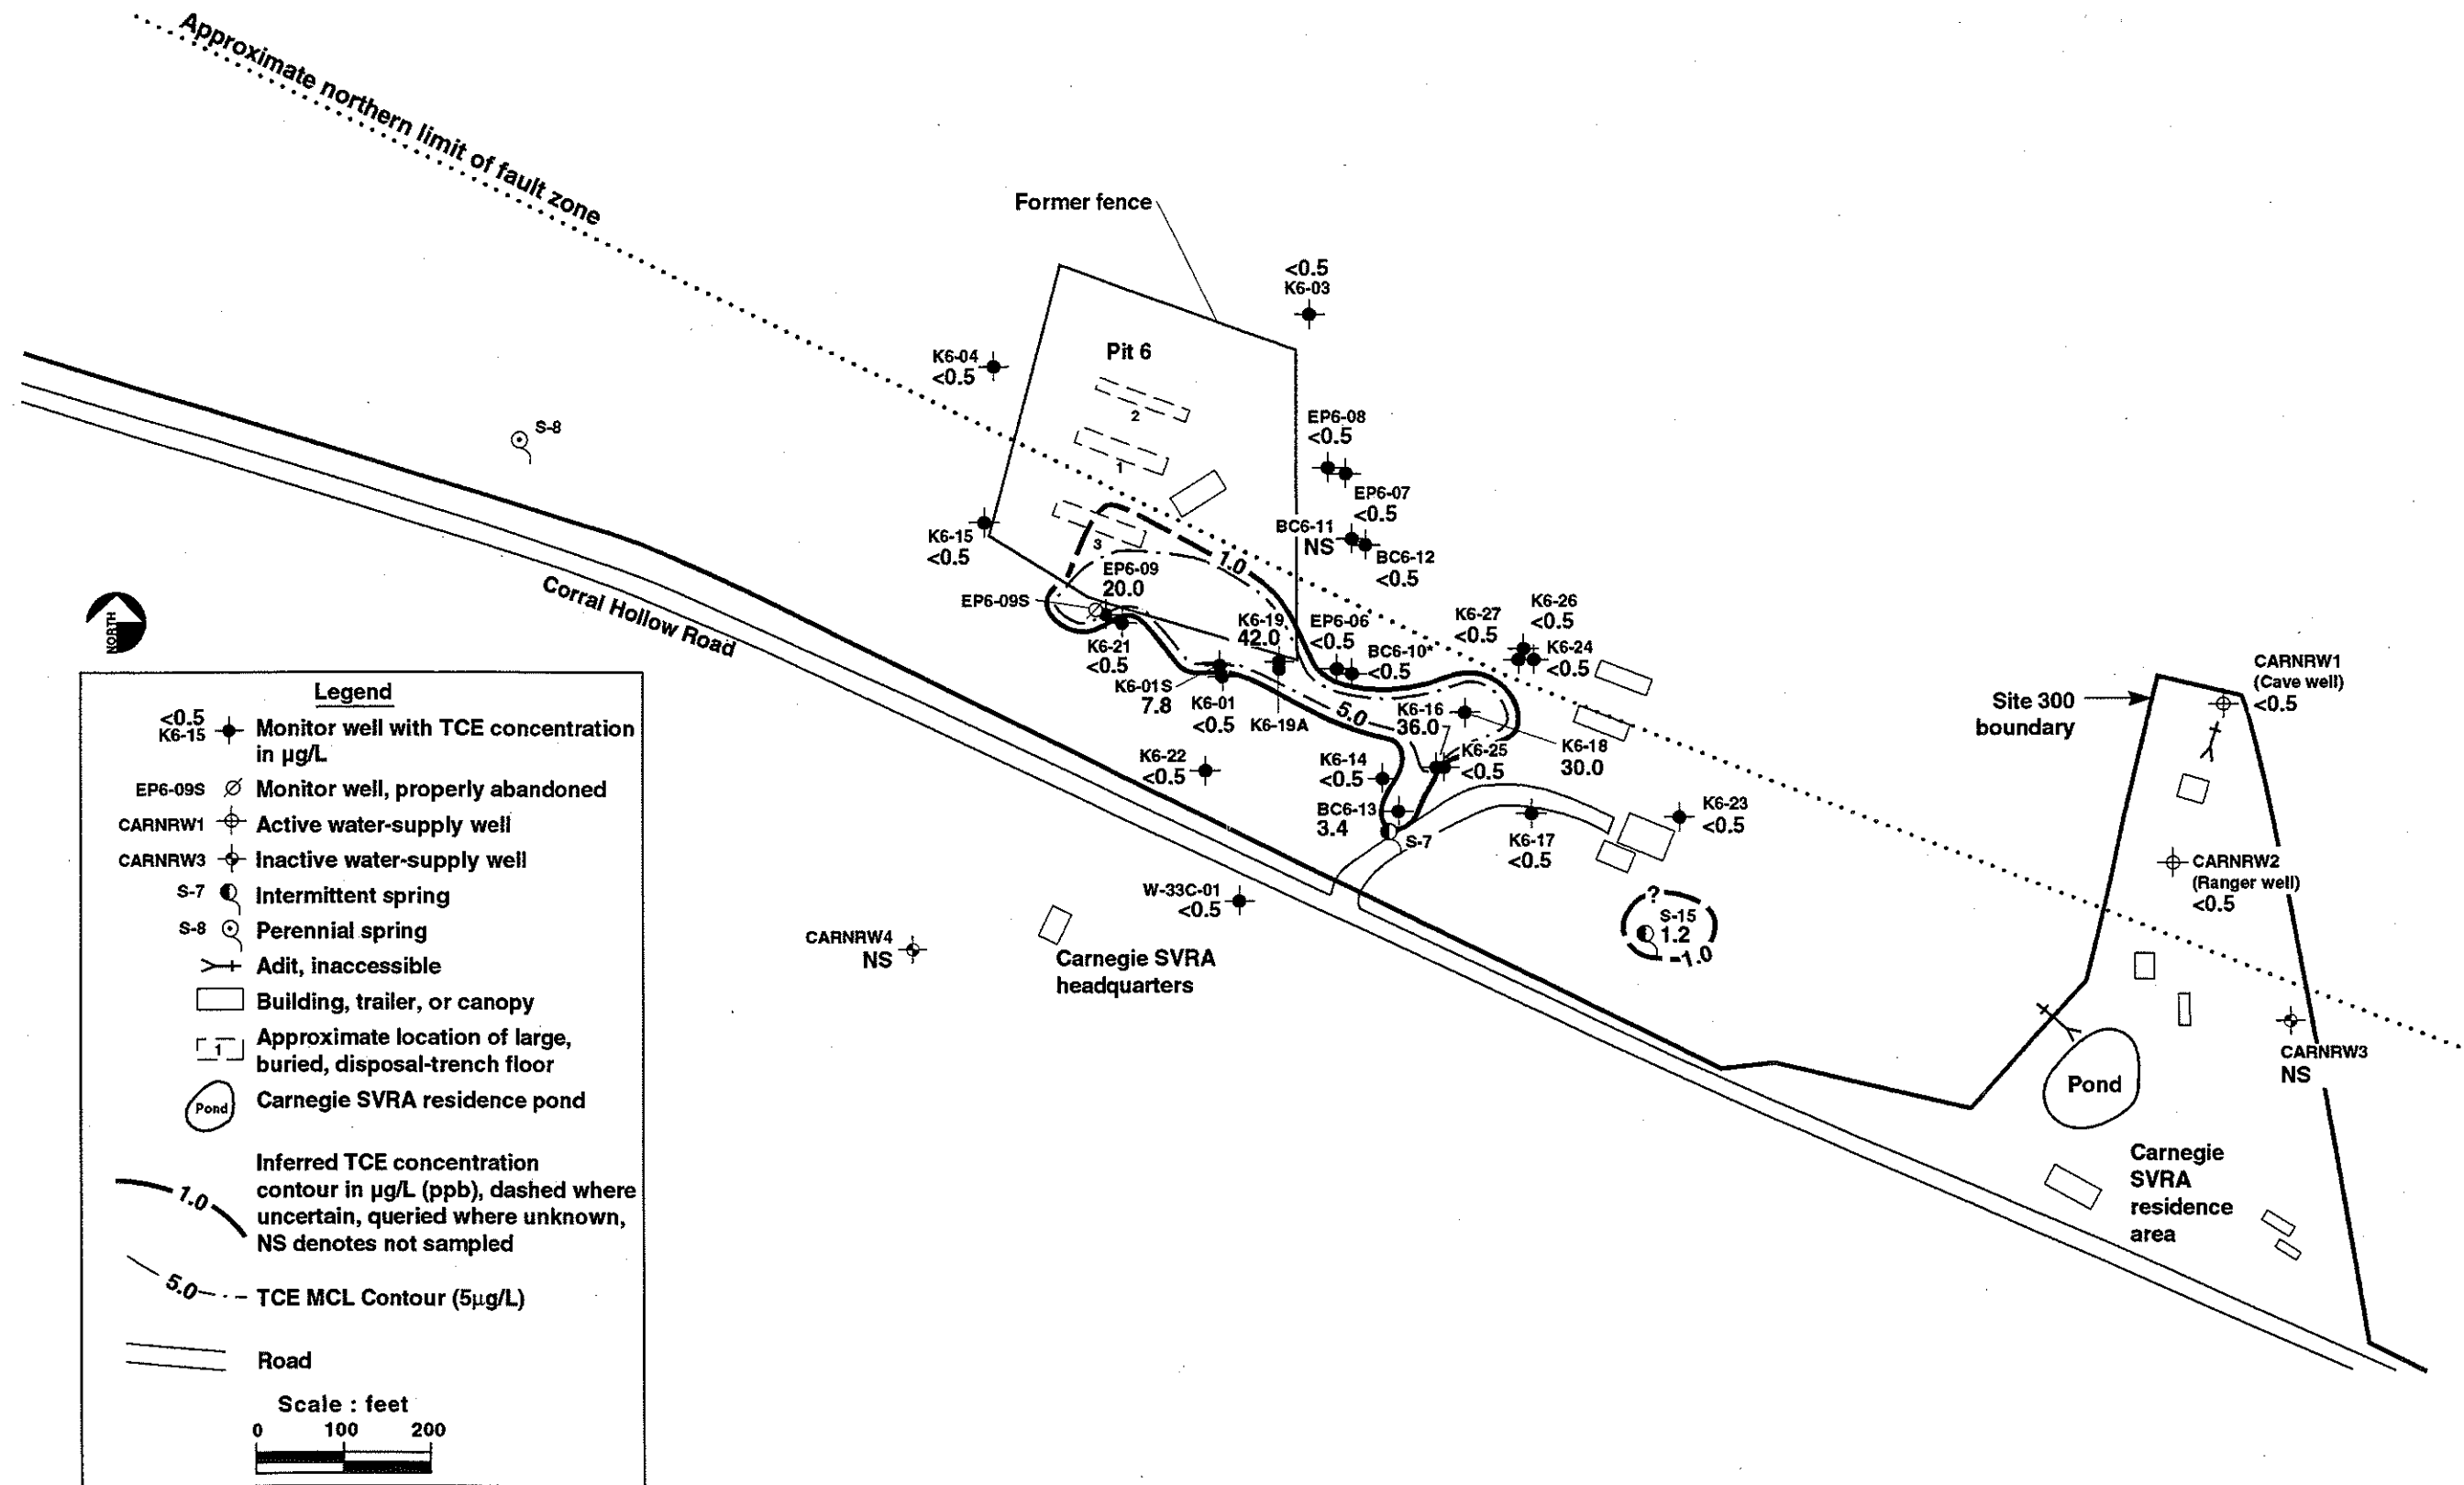 Approximate northern limit of fault zone
Former fence
<0.5
K6-03
Pit 6
K6-04
<0.5
2
EP6-08
<0.5
S-8
1
EP6-07
<0.5
K6-15
<0.5
BC6-11
NS
BC6-12
<0.5
3
1.0
EP6-09
20.0
EP6-09S
Corral Hollow Road
K6-21
<0.5
K6-19
42.0
EP6-06
<0.5
BC6-10*
<0.5
K6-27
<0.5
K6-26
<0.5
K6-24
<0.5
K6-01S
7.8
K6-01
<0.5
K6-19A
5.0
K6-16
36.0
K6-18
30.0
K6-25
<0.5
K6-22
<0.5
K6-14
<0.5
BC6-13
3.4
S-7
K6-17
<0.5
K6-23
<0.5
W-33C-01
<0.5
CARNRW4
NS
Carnegie SVRA
headquarters
?
S-15
1.2
1.0
Site 300
boundary
CARNRW1
(Cave well)
<0.5
CARNRW2
(Ranger well)
<0.5
CARNRW3
NS
Pond
Carnegie
SVRA
residence
area
NORTH
Legend
<0.5
K6-15
Monitor well with TCE concentration
in µg/L
EP6-09S Monitor well, properly abandoned
CARNRW1 Active water-supply well
CARNRW3 Inactive water-supply well
S-7 Intermittent spring
S-8 Perennial spring
Adit, inaccessible
Building, trailer, or canopy
1
Approximate location of large,
buried, disposal-trench floor
Pond Carnegie SVRA residence pond
1.0
Inferred TCE concentration
contour in µg/L (ppb), dashed where
uncertain, queried where unknown,
NS denotes not sampled
5.0 TCE MCL Contour (5µg/L)
Road
Scale : feet
0 100 200